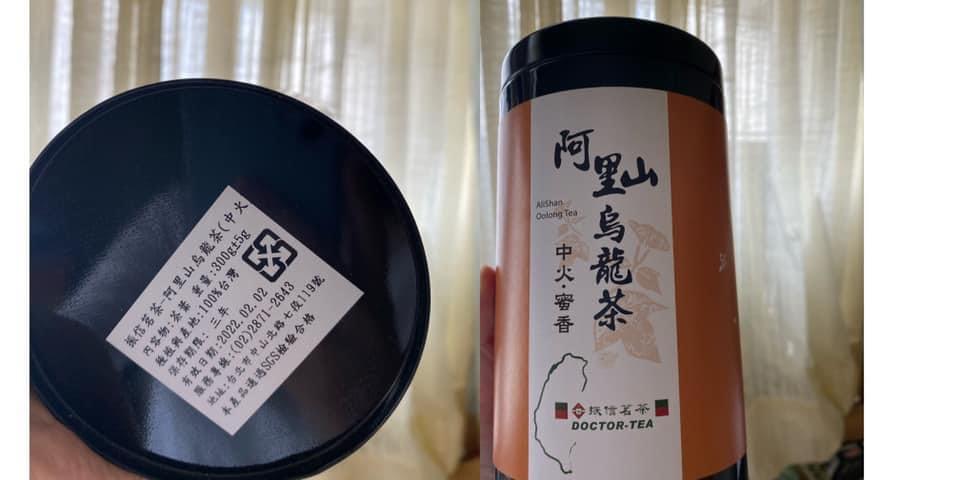 振信茗茶-阿里山烏龍茶(中火
內容物:茶葉 重量:300g±5g
種植與產地:100%台灣
保存期限: 三年
有效日期:2022.02.02
服務專線:(02)2871-2643
地址:台北市中山北路七段119號
本產品通過SGS檢驗合格
阿里山
AliShan
Oolong Tea
烏龍茶
中火·蜜香
振信茗茶
DOCTOR-TEA